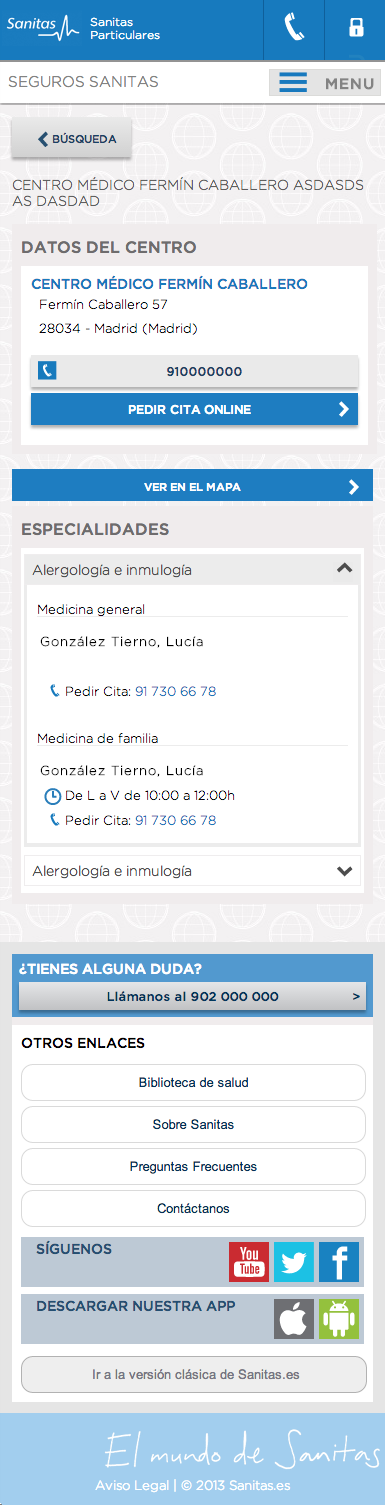 Sanitas
Sanitas
Particulares
SEGUROS SANITAS
MENU
BÚSQUEDA
CENTRO MÉDICO FERMÍN CABALLERO ASDASDS
AS DASDAD
DATOS DEL CENTRO
CENTRO MÉDICO FERMÍN CABALLERO
Fermín Caballero 57
28034 - Madrid (Madrid)
910000000
PEDIR CITA ONLINE
VER EN EL MAPA
ESPECIALIDADES
Alergología e inmulogía
Medicina general
González Tierno, Lucía
Pedir Cita: 91 730 66 78
Medicina de familia
González Tierno, Lucía
De L a V de 10:00 a 12:00h
Pedir Cita: 91 730 66 78
Alergología e inmulogía
¿TIENES ALGUNA DUDA?
Llámanos al 902 000 000 >
OTROS ENLACES
Biblioteca de salud
Sobre Sanitas
Preguntas Frecuentes
Contáctanos
SÍGUENOS
You
Tube
DESCARGAR NUESTRA APP
Ir a la versión clásica de Sanitas.es
El mundo de Sanitas
Aviso Legal | © 2013 Sanitas.es